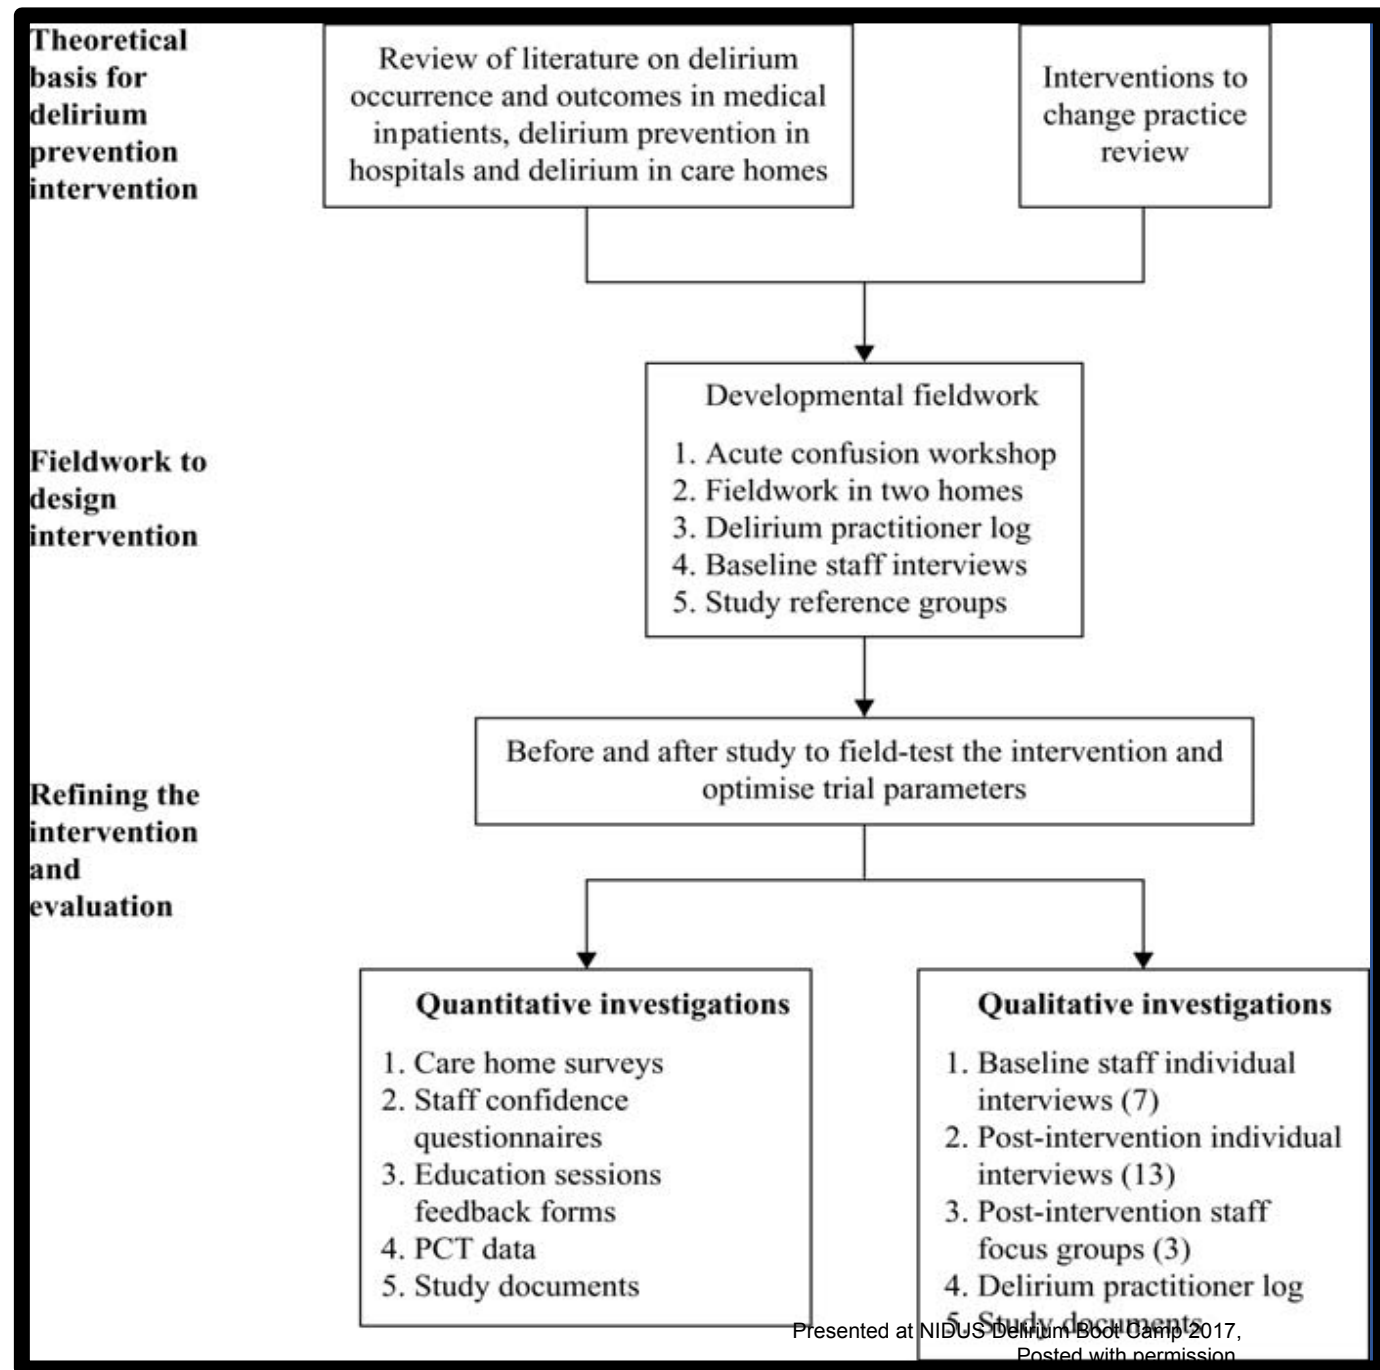 Theoretical
basis for
delirium
prevention
intervention
Review of literature on delirium
occurrence and outcomes in medical
inpatients, delirium prevention in
hospitals and delirium in care homes
Interventions to
change practice
review
Fieldwork to
design
intervention
Developmental fieldwork
1. Acute confusion workshop
2. Fieldwork in two homes
3. Delirium practitioner log
4. Baseline staff interviews
5. Study reference groups
Refining the
intervention
and
evaluation
Before and after study to field-test the intervention and
optimise trial parameters
Quantitative investigations
1. Care home surveys
2. Staff confidence
questionnaires
3. Education sessions
feedback forms
4. PCT data
5. Study documents
Qualitative investigations
1. Baseline staff individual
interviews (7)
2. Post-intervention individual
interviews (13)
3. Post-intervention staff
focus groups (3)
4. Delirium practitioner log
5. Study documents
Presented at NIDUS Delirium Boot Camp 2017,
Posted with permission